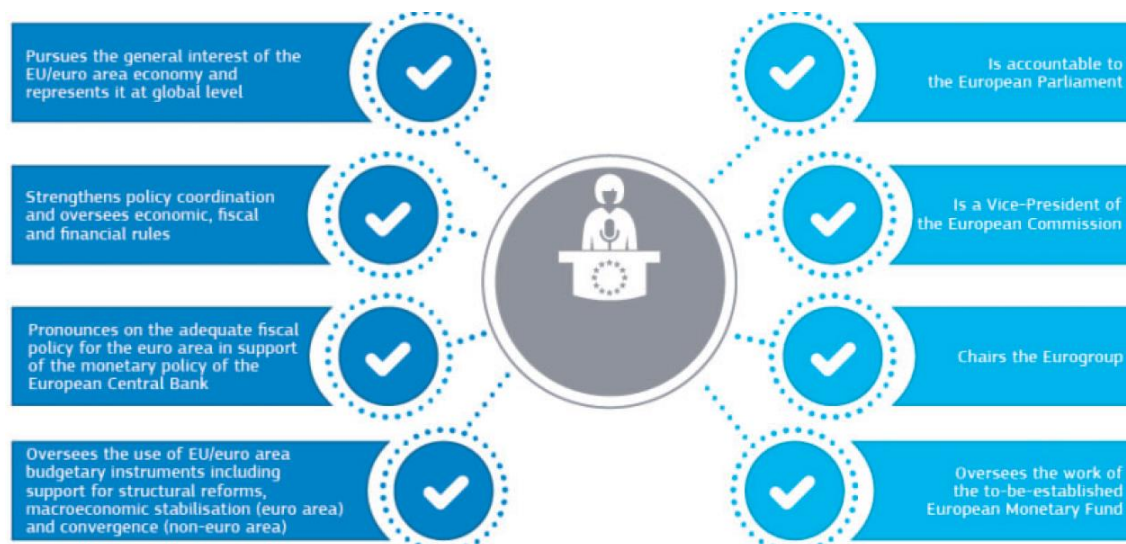 Pursues the general interest of the
EU/euro area economy and
represents it at global level
Is accountable to
the European Parliament
Strengthens policy coordination
and oversees economic, fiscal
and financial rules
Is a Vice-President of
the European Commission
Pronounces on the adequate fiscal
policy for the euro area in support
of the monetary policy of the
European Central Bank
Chairs the Eurogroup
Oversees the use of EU/euro area
budgetary instruments including
support for structural reforms,
macroeconomic stabilisation (euro area)
and convergence (non-euro area)
Oversees the work of
the to-be-established
European Monetary Fund